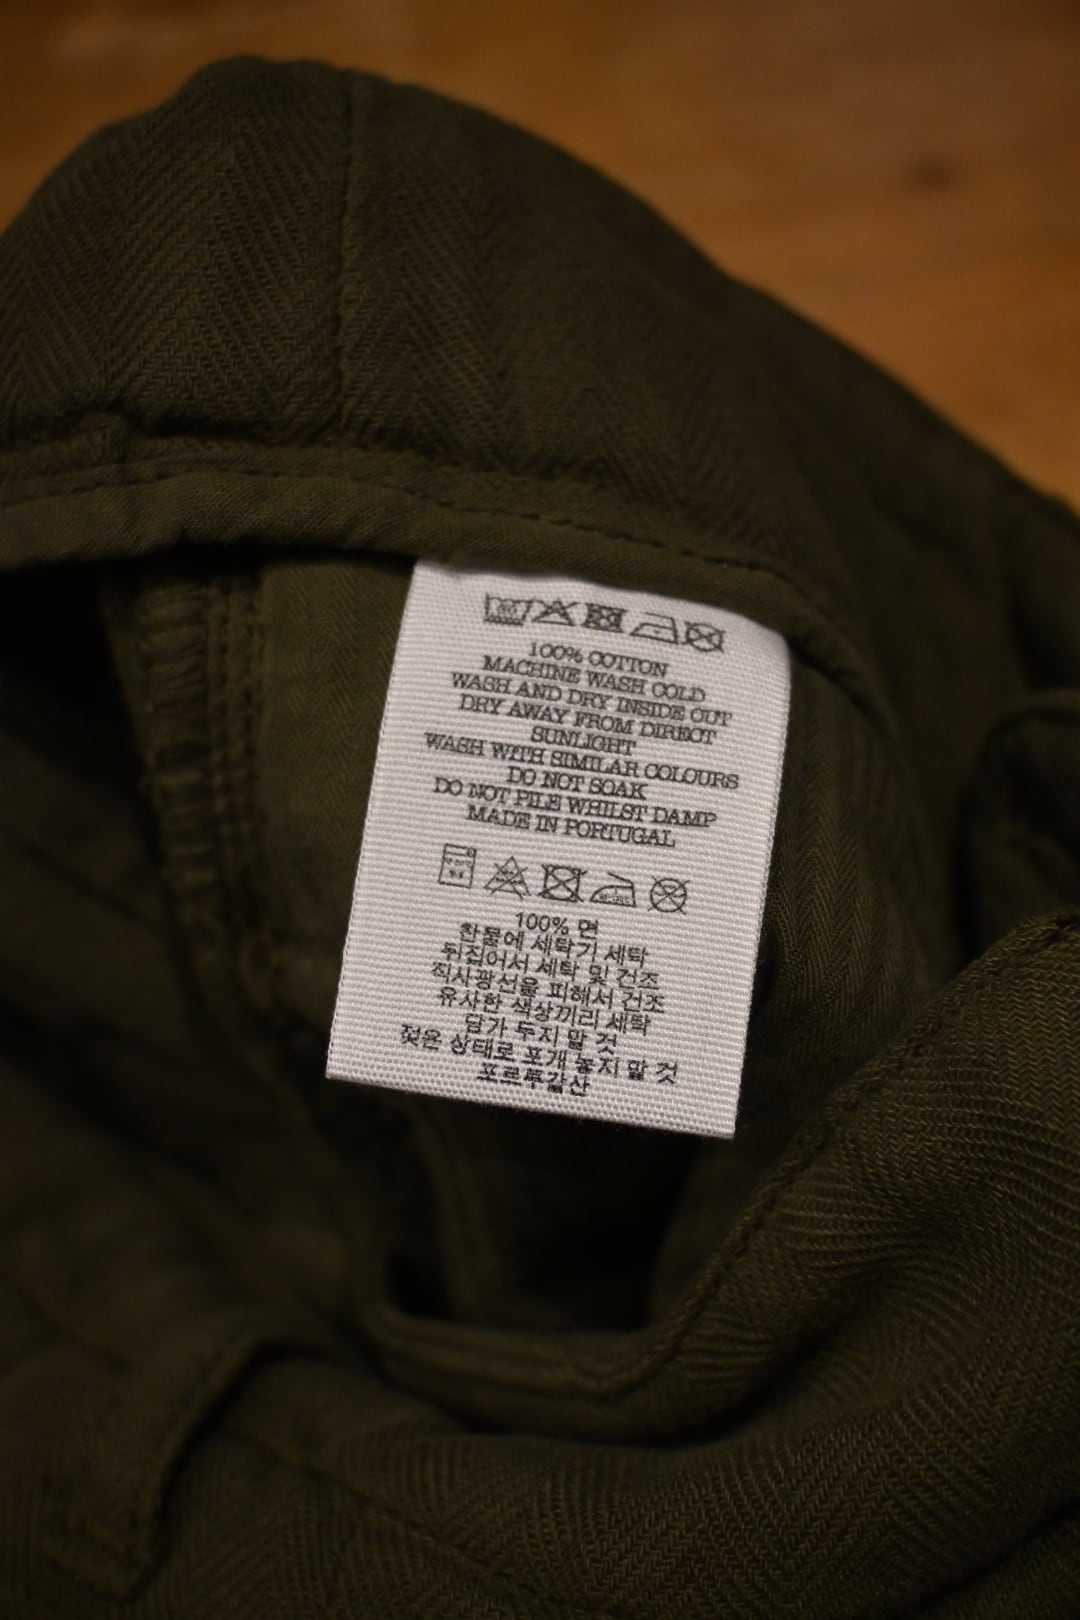 100% COTTON
MACHINE WASH COLD
WASH AND DRY INSIDE OUT
DRY AWAY FROM DIRECT
SUNLIGHT
WASH WITH SIMILAR COLOURS
DO NOT SOAK
DO NOT PILE WHILST DAMP
MADE IN PORTUGAL
100% 면
찬물에 세탁기 세탁
뒤집어서 세탁 및 건조
직사광선을 피해서 건조
유사한 색상끼리 세탁
담가 두지 말 것
젖은 상태로 포개 놓지 말 것
포르투갈산